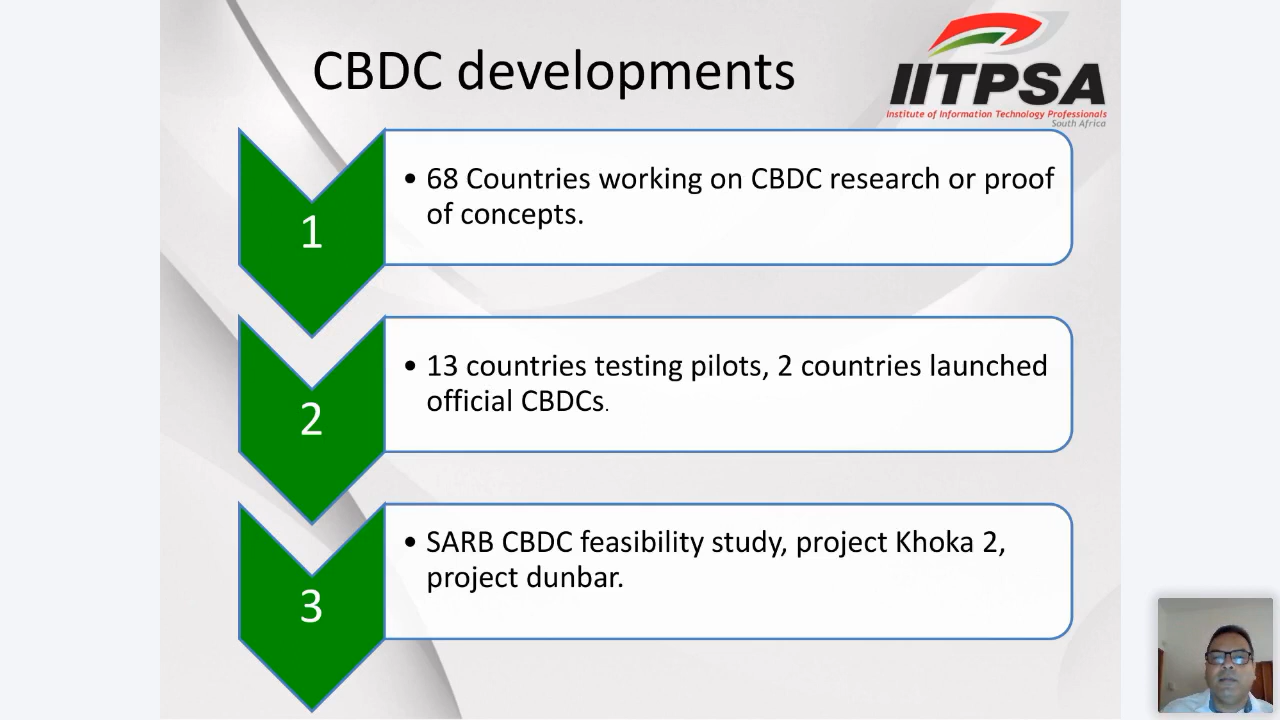 CBDC developments
IITPSA
Institute of Information Technology Professionals
South Africa
1
• 68 Countries working on CBDC research or proof
of concepts.
2
• 13 countries testing pilots, 2 countries launched
official CBDCs.
3
• SARB CBDC feasibility study, project Khoka 2,
project dunbar.